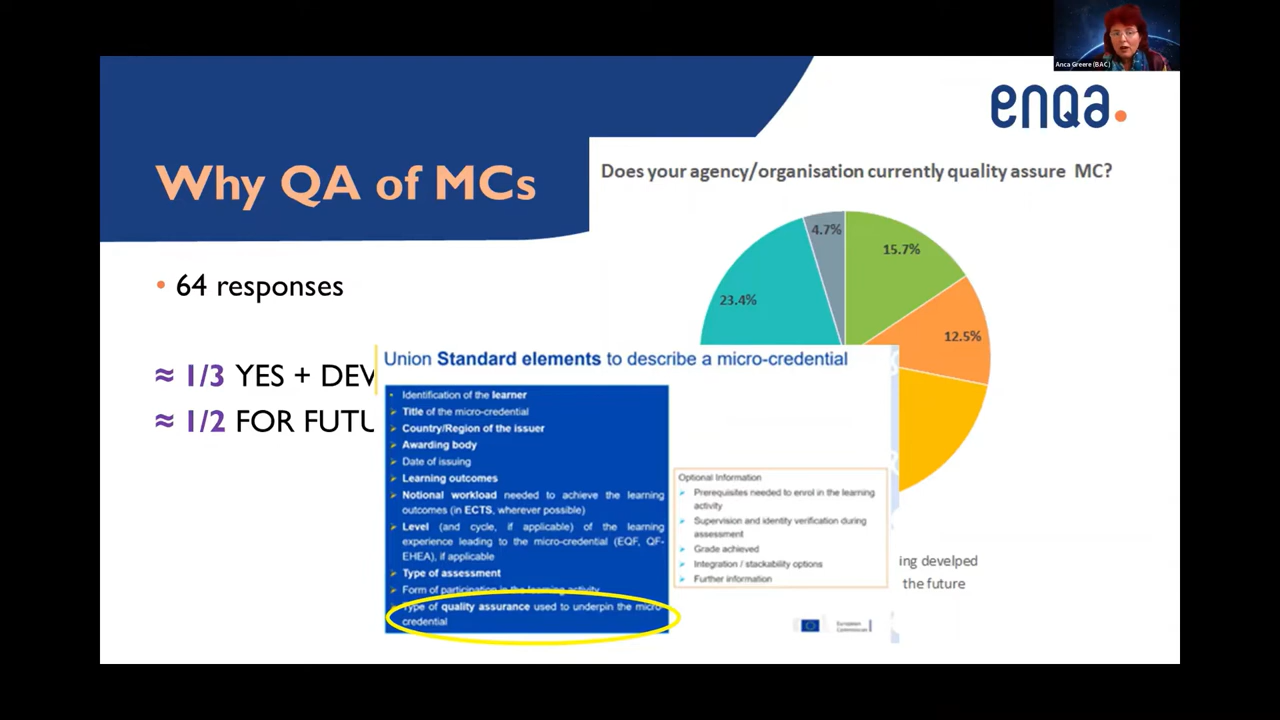 Anca Greere (BAC)
enqa.
Why QA of MCs
Does your agency/organisation currently quality assure MC?
4.7%
15.7%
23.4%
12.5%
• 64 responses
≈ 1/3 YES + DEV
≈ 1/2 FOR FUTU
Union Standard elements to describe a micro-credential
Identification of the learner
Title of the micro-credential
Country/Region of the issuer
Awarding body
Date of issuing
Learning outcomes
Notional workload needed to achieve the learning
outcomes (in ECTS, wherever possible)
Level (and cycle, if applicable) of the learning
experience leading to the micro-credential (EQF, QF-
EHEA), if applicable
Type of assessment
Form of participation in the learning activity
Type of quality assurance used to underpin the micro-
credential
Optional Information
Prerequisites needed to enrol in the learning
activity
Supervision and identity verification during
assessment
Grade achieved
Integration / stackability options
Further information
European
Commission
ing develped
the future